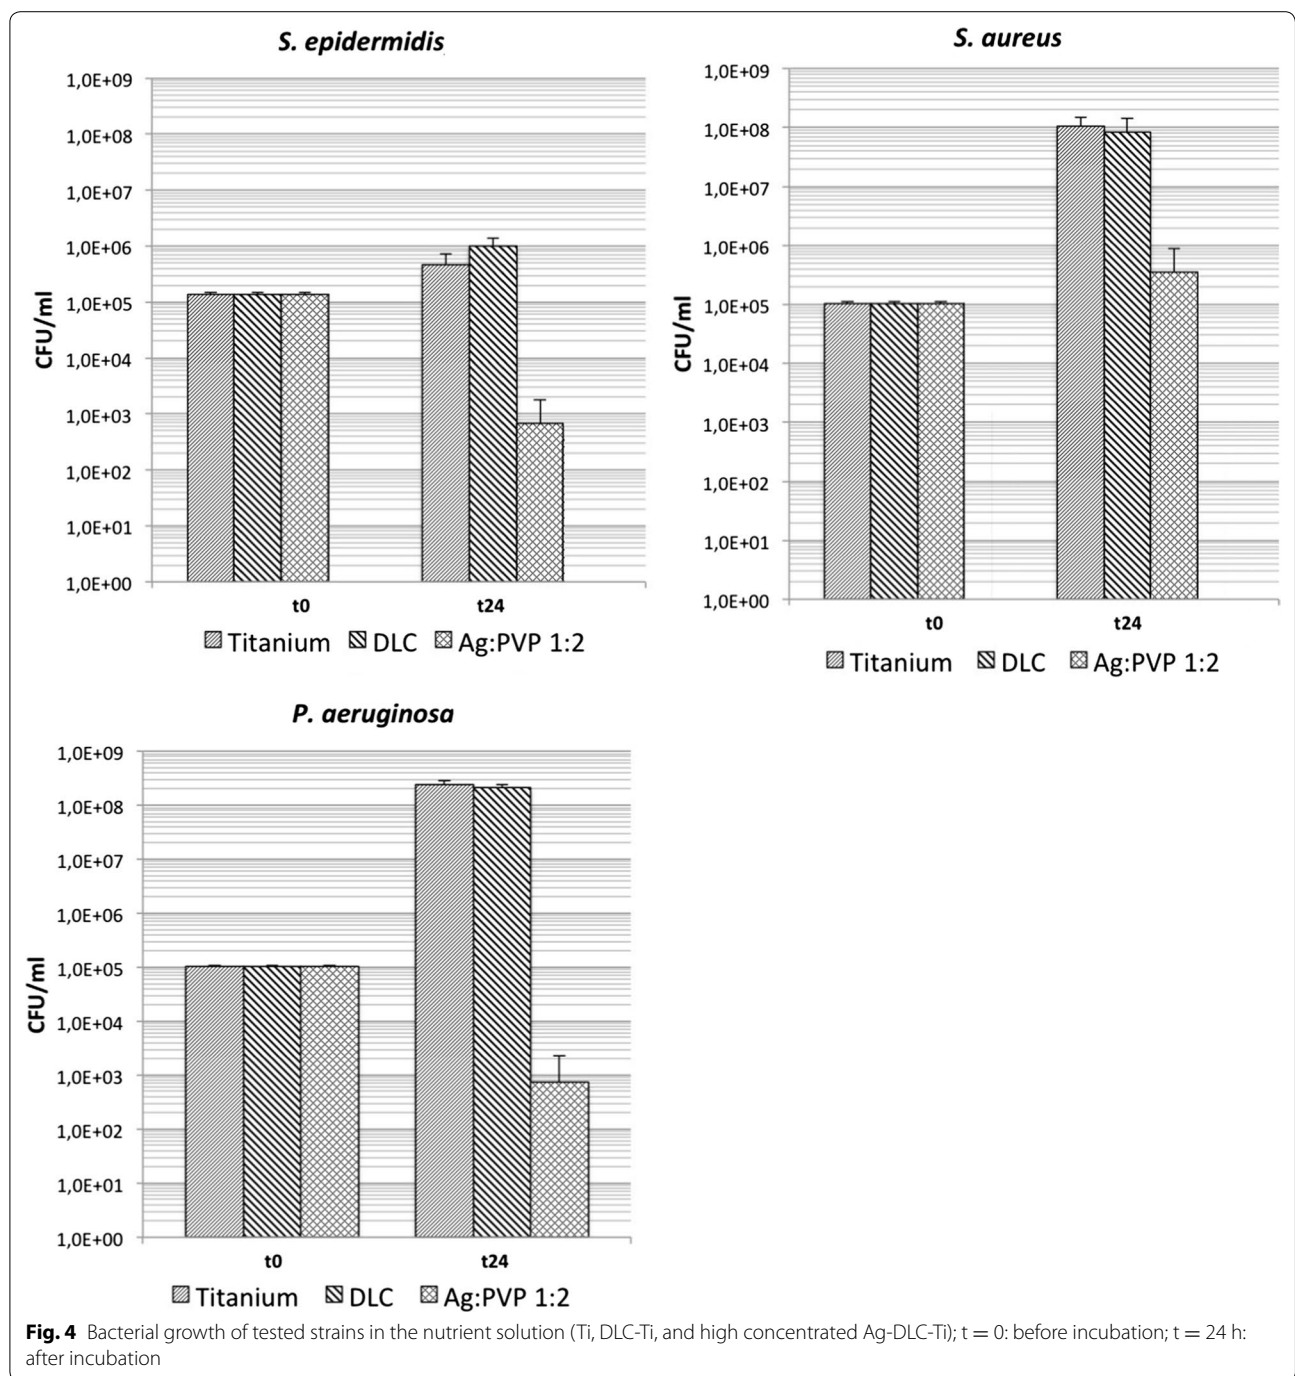 S. epidermidis
1,0E+09
1,0E+08
1,0E+07
1,0E+06
1,0E+05
1,0E+04
1,0E+03
1,0E+02
1,0E+01
1,0E+00
CFU/ml
t0 t24
Titanium DLC Ag:PVP 1:2
S. aureus
1,0E+09
1,0E+08
1,0E+07
1,0E+06
1,0E+05
1,0E+04
1,0E+03
1,0E+02
1,0E+01
1,0E+00
CFU/ml
t0 t24
Titanium DLC Ag:PVP 1:2
P. aeruginosa
1,0E+09
1,0E+08
1,0E+07
1,0E+06
1,0E+05
1,0E+04
1,0E+03
1,0E+02
1,0E+01
1,0E+00
CFU/ml
t0 t24
Titanium DLC Ag:PVP 1:2
Fig. 4 Bacterial growth of tested strains in the nutrient solution (Ti, DLC-Ti, and high concentrated Ag-DLC-Ti); t = 0: before incubation; t = 24 h:
after incubation